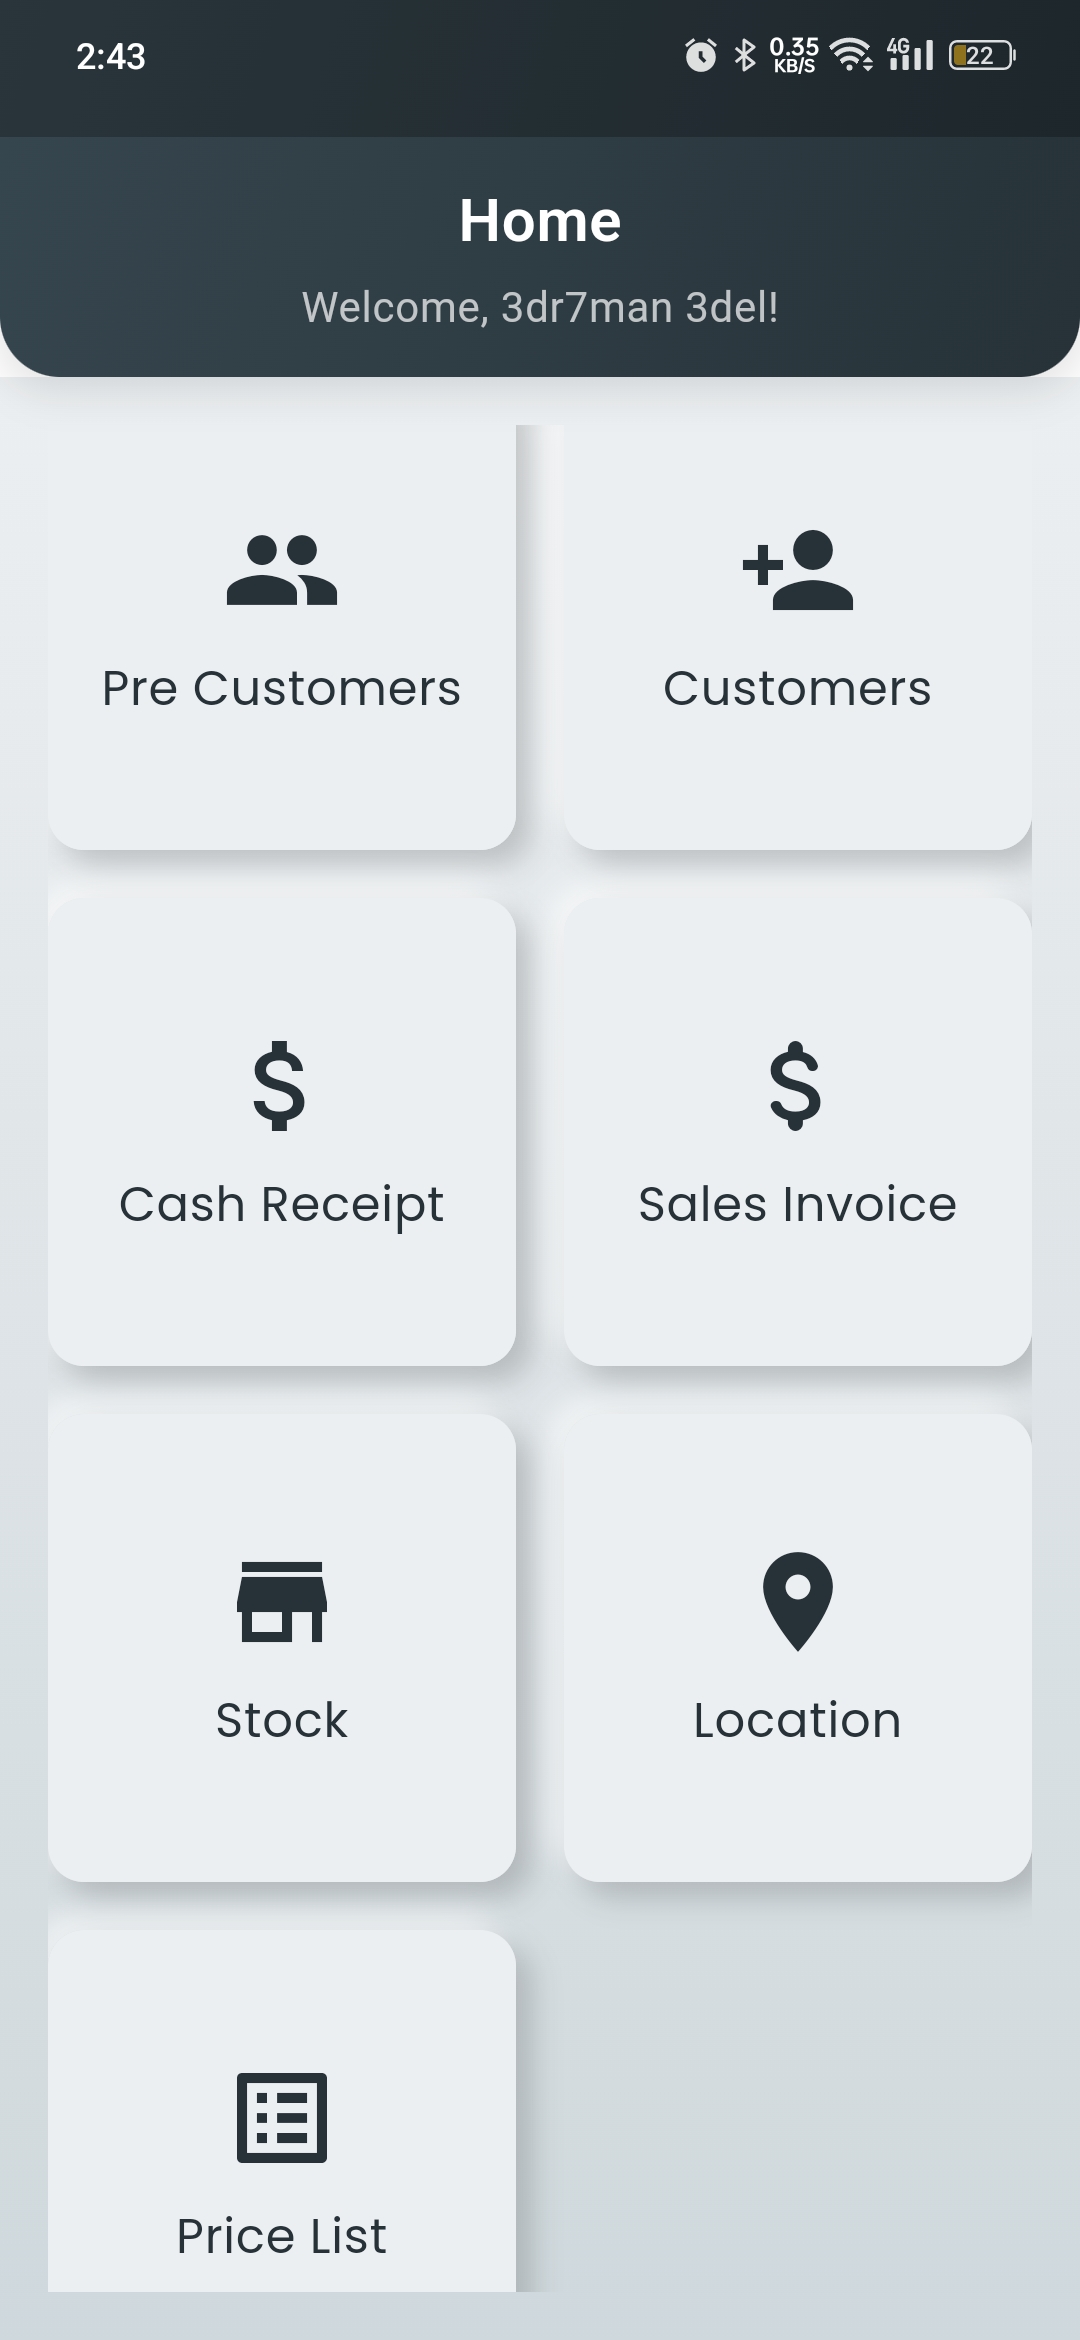 2:43
0.35
KB/S
4G
22
Home
Welcome, 3dr7man 3del!
Pre Customers
Customers
Cash Receipt
Sales Invoice
Stock
Location
Price List